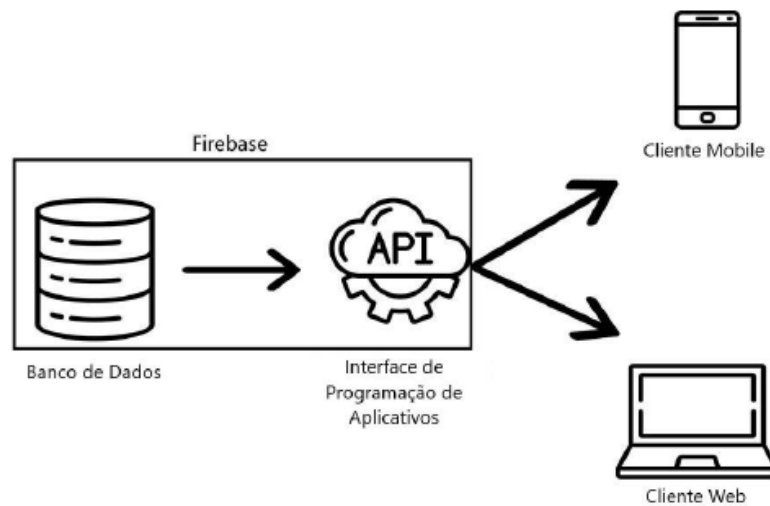 Firebase
API
Banco de Dados
Interface de
Programação de
Aplicativos
Cliente Mobile
Cliente Web